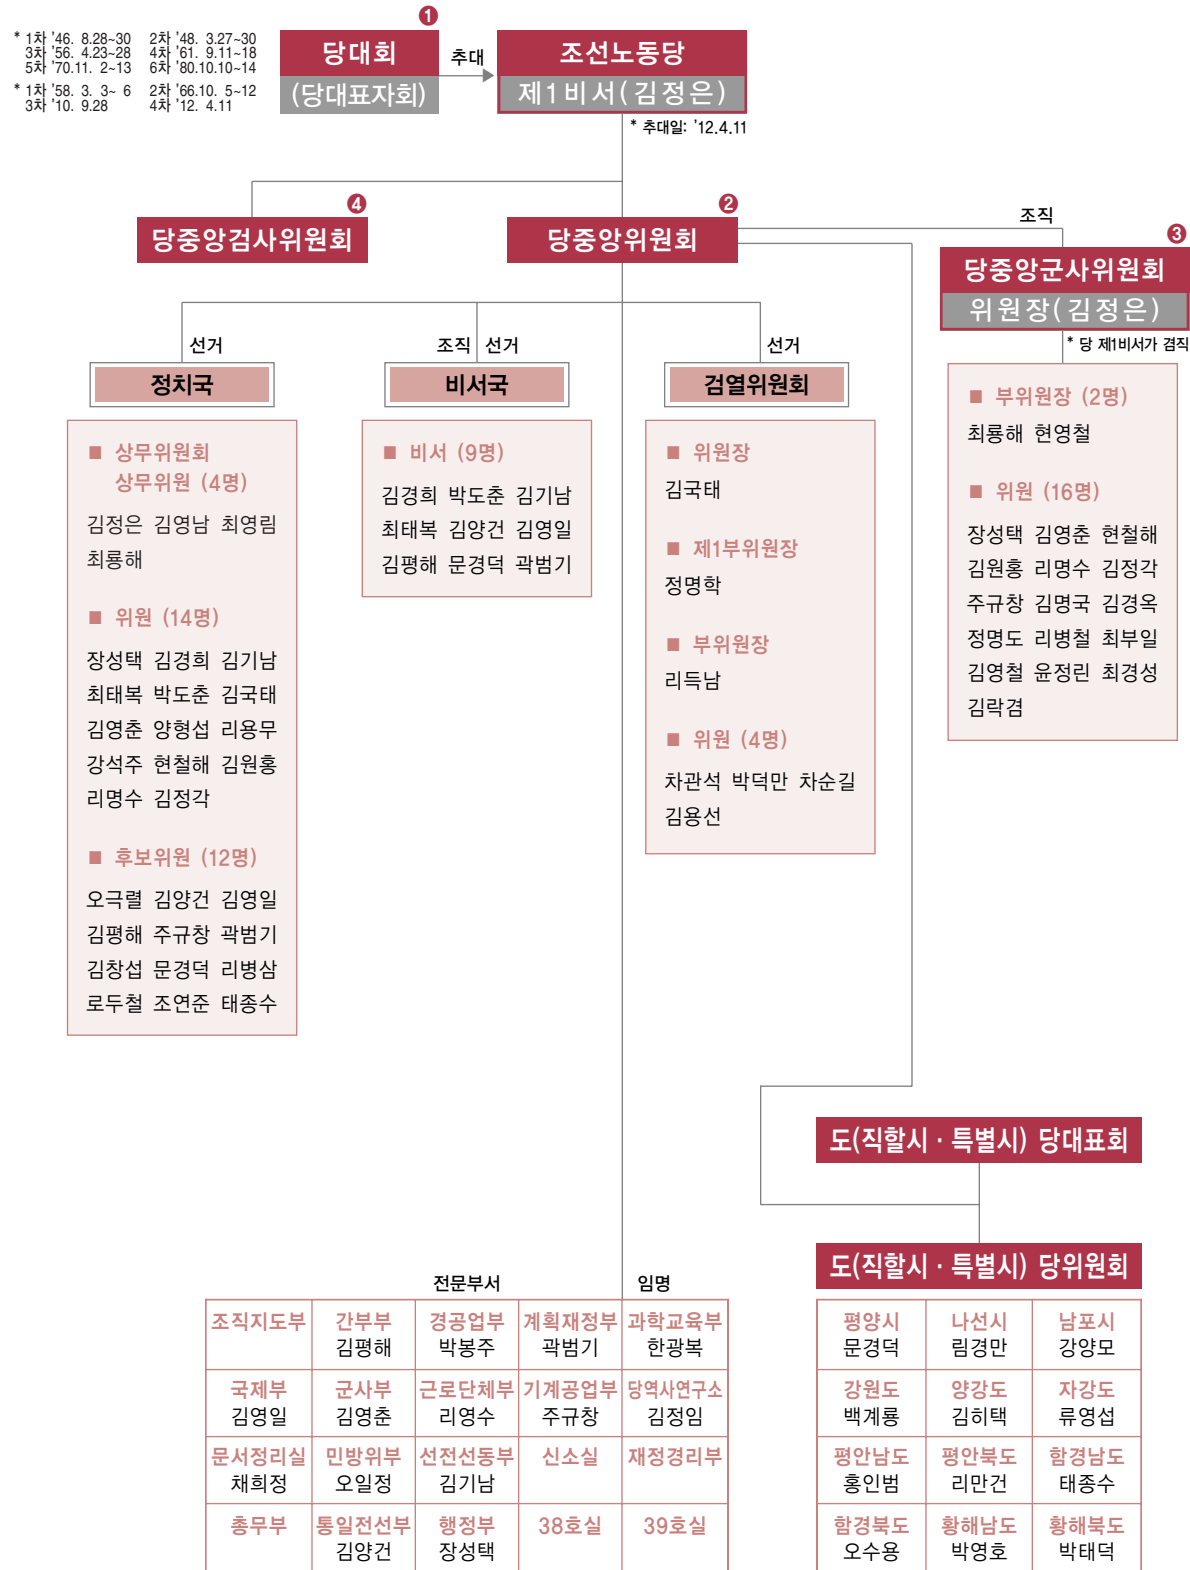 ❶
* 1차 '46. 8.28~30 2차 '48. 3.27~30
3차 '56. 4.23~28 4차 '61. 9.11~18
5차 '70.11. 2~13 6차 '80.10.10~14
* 1차 '58. 3. 3~ 6 2차 '66.10. 5~12
3차 '10. 9.28 4차 '12. 4.11
당대회
(당대표자회)
추대
조선노동당
제1비서(김정은)
* 추대일: '12.4.11
❹
당중앙검사위원회
❷
당중앙위원회
조직
❸
당중앙군사위원회
위원장(김정은)
* 당 제1비서가 겸직
선거
정치국
■ 상무위원회
상무위원 (4명)
김정은 김영남 최영림
최룡해
■ 위원 (14명)
장성택 김경희 김기남
최태복 박도춘 김국태
김영춘 양형섭 리용무
강석주 현철해 김원홍
리명수 김정각
■ 후보위원 (12명)
오극렬 김양건 김영일
김평해 주규창 곽범기
김창섭 문경덕 리병삼
로두철 조연준 태종수
조직 선거
비서국
■ 비서 (9명)
김경희 박도춘 김기남
최태복 김양건 김영일
김평해 문경덕 곽범기
선거
검열위원회
■ 위원장
김국태
■ 제1부위원장
정명학
■ 부위원장
리득남
■ 위원 (4명)
차관석 박덕만 차순길
김용선
■ 부위원장 (2명)
최룡해 현영철
■ 위원 (16명)
장성택 김영춘 현철해
김원홍 리명수 김정각
주규창 김명국 김경옥
정명도 리병철 최부일
김영철 윤정린 최경성
김락겸
도(직할시·특별시) 당대표회
도(직할시·특별시) 당위원회
전문부서 임명
조직지도부 간부부 경공업부 계획재정부 과학교육부
김평해 박봉주 곽범기 한광복
국제부 군사부 근로단체부 기계공업부 당역사연구소
김영일 김영춘 리영수 주규창 김정임
문서정리실 민방위부 선전선동부 신소실 재정경리부
채희정 오일정 김기남
총무부 통일전선부 행정부 38호실 39호실
김양건 장성택
평양시 나선시 남포시
문경덕 림경만 강양모
강원도 양강도 자강도
백계룡 김히택 류영섭
평안남도 평안북도 함경남도
홍인범 리만건 태종수
함경북도 황해남도 황해북도
오수용 박영호 박태덕